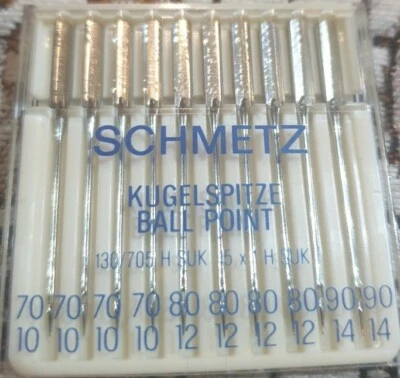 SCHMETZ
KUGELSPITZE
BALL POINT
130/705 H SUK 15 x 1 H SUK
70 70 70 70 80 80 80 80 90 90
10 10 10 10 12 12 12 12 14 14